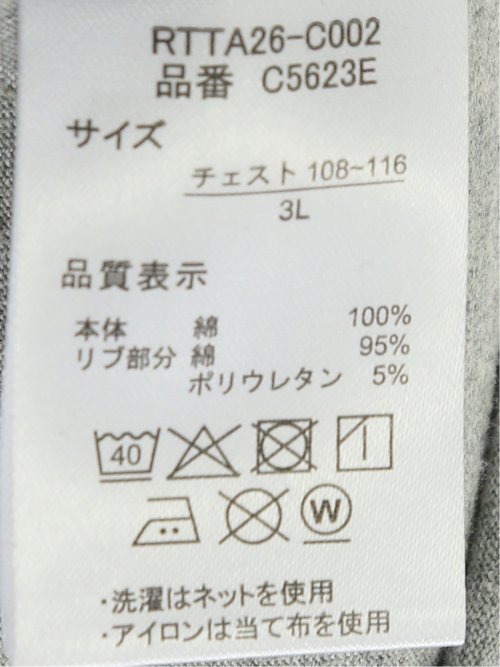 RTTA26-C002
品番 C5623E
サイズ
チェスト 108~116
3L
品質表示
本体 綿 100%
リブ部分 綿 95%
ポリウレタン 5%
40
W
・洗濯はネットを使用
・アイロンは当て布を使用